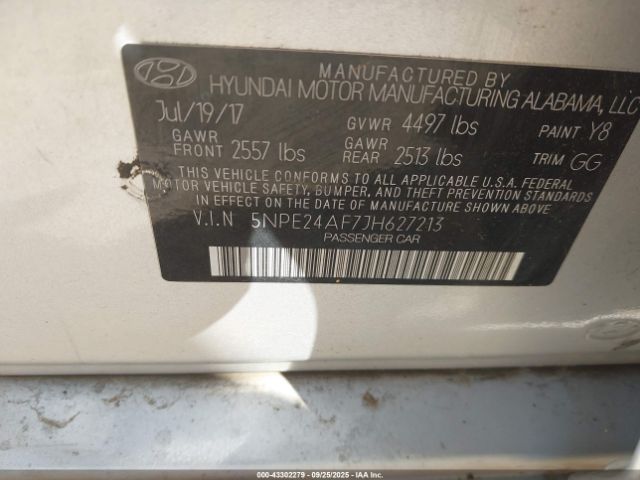 MANUFACTURED BY
HYUNDAI MOTOR MANUFACTURING ALABAMA, LLC
Jul/19/17 GVWR 4497 lbs PAINT Y8
GAWR FRONT 2557 lbs GAWR REAR 2513 lbs TRIM GG
THIS VEHICLE CONFORMS TO ALL APPLICABLE U.S.A. FEDERAL
MOTOR VEHICLE SAFETY, BUMPER, AND THEFT PREVENTION STANDARDS
IN EFFECT ON THE DATE OF MANUFACTURE SHOWN ABOVE.
V.I.N 5NPE24AF7JH627213
PASSENGER CAR
000-43302279 | 09/25/2025 | copart.com